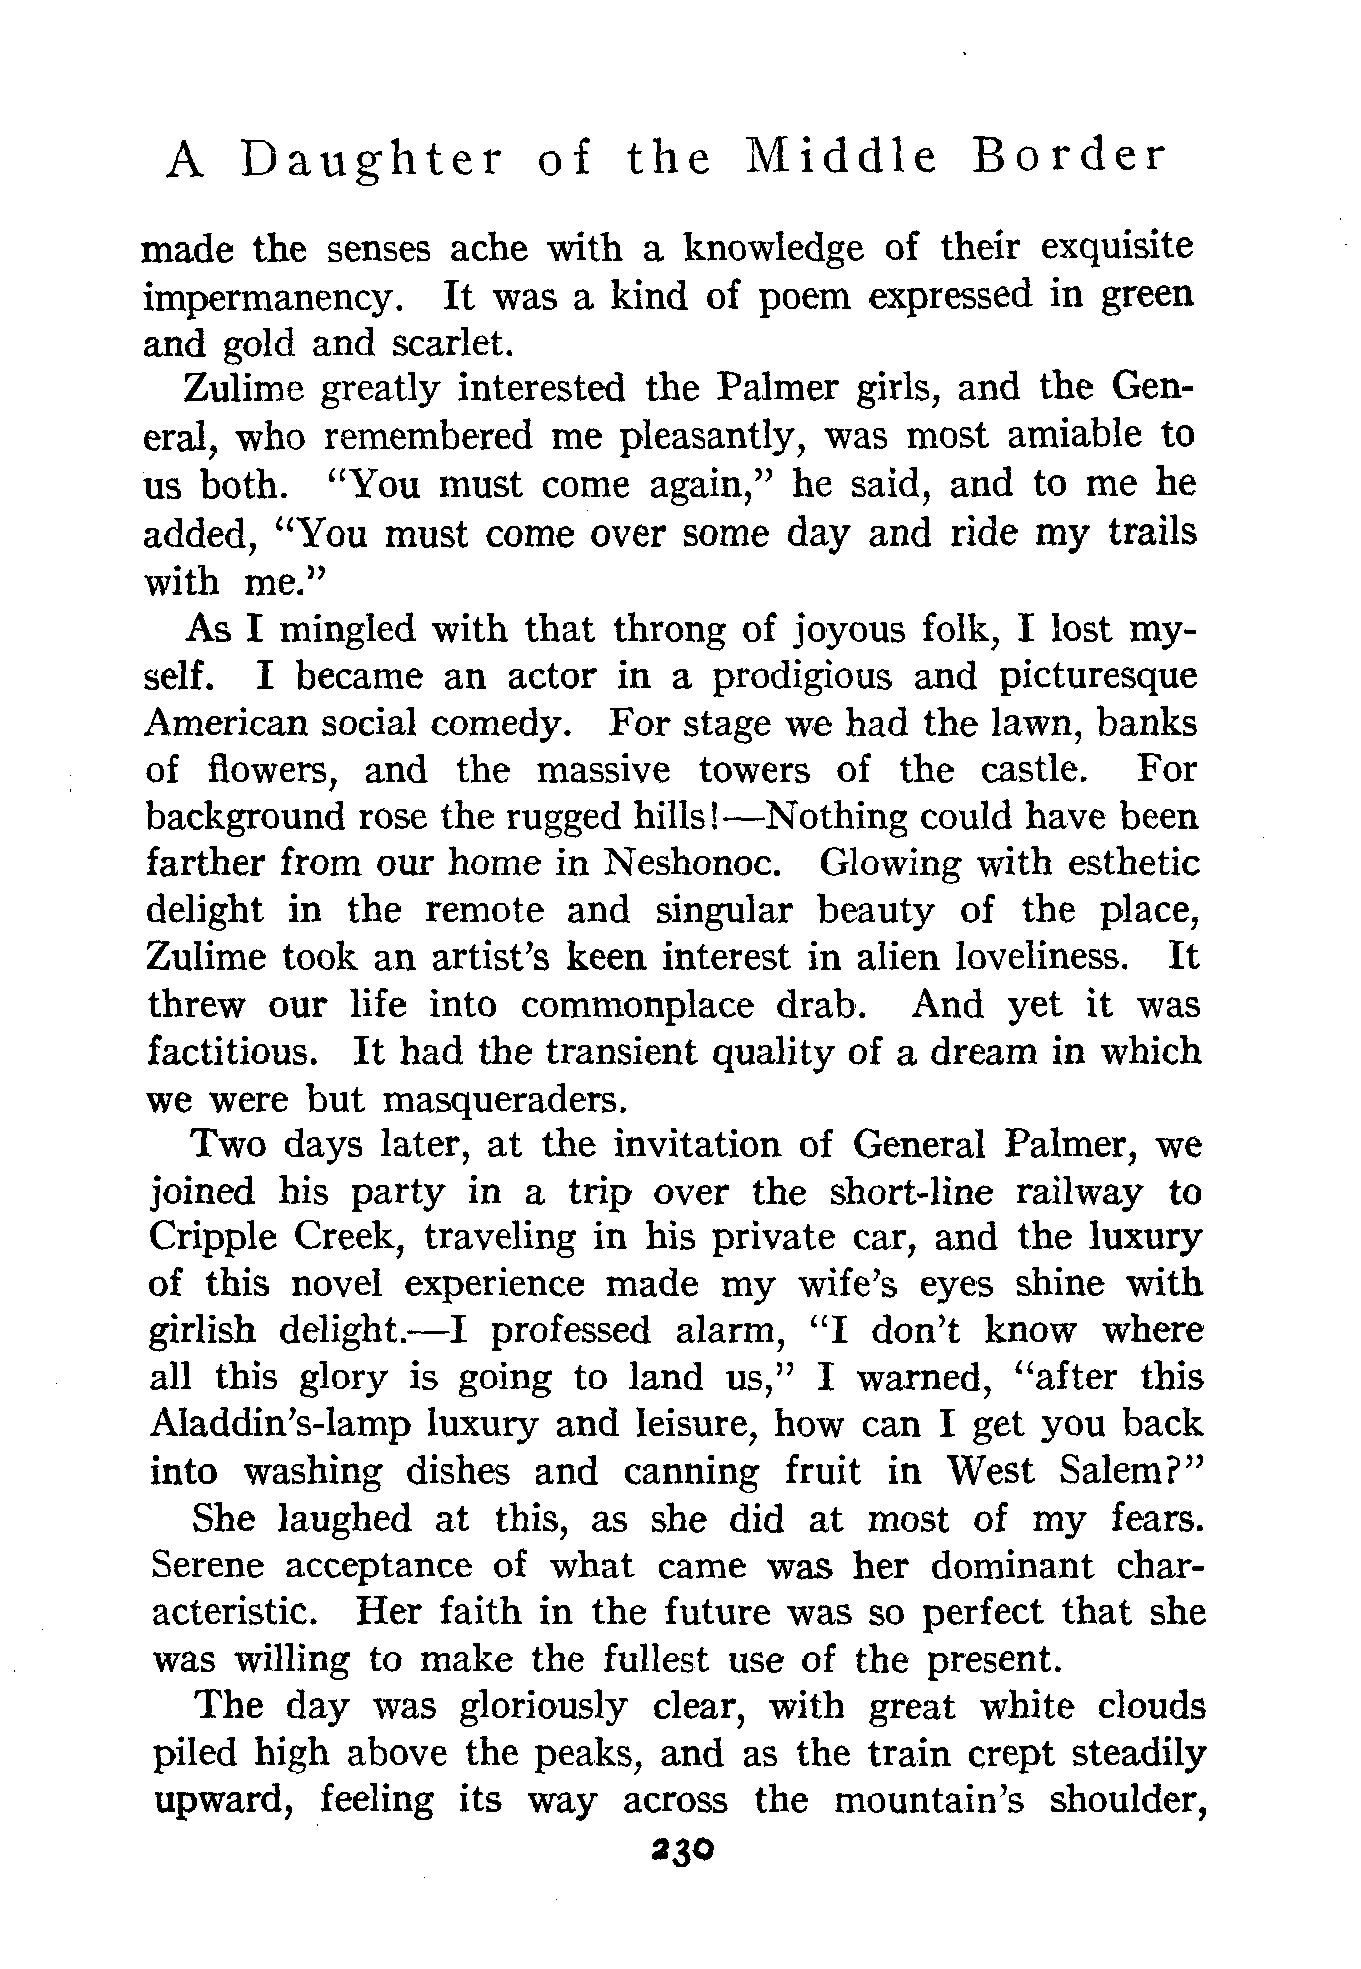 A Daughter of the Middle Border
made the senses ache with a knowledge of their exquisite
impermanency. It was a kind of poem expressed in green
and gold and scarlet.
Zulime greatly interested the Palmer girls, and the Gen-
eral, who remembered me pleasantly, was most amiable to
us both. “You must come again,” he said, and to me he
added, “You must come over some day and ride my trails
with me.”
As I mingled with that throng of joyous folk, I lost my-
self. I became an actor in a prodigious and picturesque
American social comedy. For stage we had the lawn, banks
of flowers, and the massive towers of the castle. For
background rose the rugged hills!—Nothing could have been
farther from our home in Neshonoc. Glowing with esthetic
delight in the remote and singular beauty of the place,
Zulime took an artist’s keen interest in alien loveliness. It
threw our life into commonplace drab. And yet it was
factitious. It had the transient quality of a dream in which
we were but masqueraders.
Two days later, at the invitation of General Palmer, we
joined his party in a trip over the short-line railway to
Cripple Creek, traveling in his private car, and the luxury
of this novel experience made my wife’s eyes shine with
girlish delight.—I professed alarm, “I don’t know where
all this glory is going to land us,” I warned, “after this
Aladdin’s-lamp luxury and leisure, how can I get you back
into washing dishes and canning fruit in West Salem?”
She laughed at this, as she did at most of my fears.
Serene acceptance of what came was her dominant char-
acteristic. Her faith in the future was so perfect that she
was willing to make the fullest use of the present.
The day was gloriously clear, with great white clouds
piled high above the peaks, and as the train crept steadily
upward, feeling its way across the mountain’s shoulder,
230